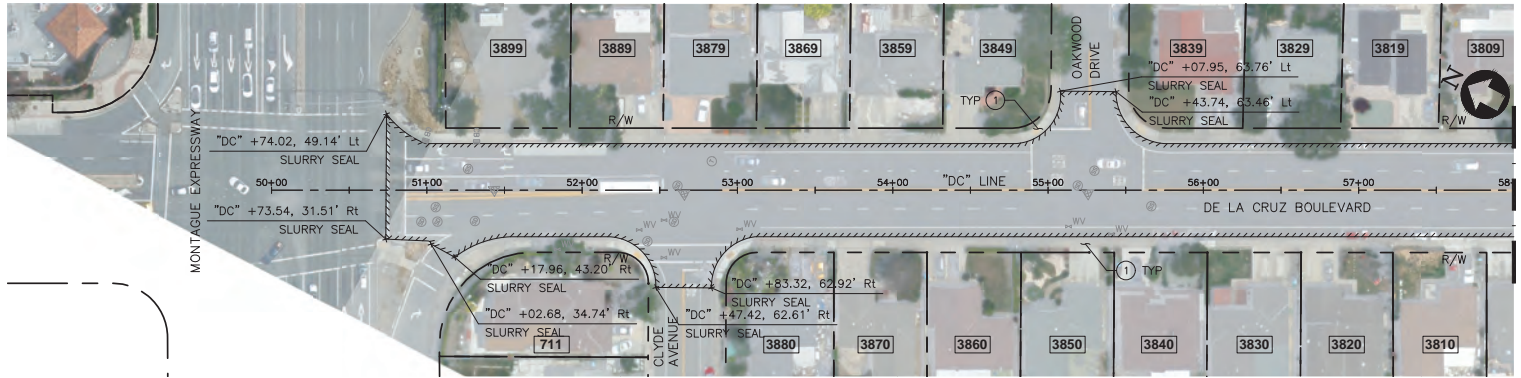 3899
3889
3879
3869
3859
3849
OAKWOOD
DRIVE
3839
3829
3819
3809
"DC" +07.95, 63.76' Lt
SLURRY SEAL
N
TYP 1
"DC" +43.74, 63.46' Lt
SLURRY SEAL
R/W
R/W
MONTAGUE EXPRESSWAY
"DC" +74.02, 49.14' Lt
SLURRY SEAL
50+00
51+00
52+00
53+00
54+00
"DC" LINE
55+00
56+00
57+00
58
"DC" +73.54, 31.51' Rt
SLURRY SEAL
DE LA CRUZ BOULEVARD
WV
WV
WV
WV
WV
R/W
R/W
"DC" +17.96, 43.20' Rt
SLURRY SEAL
1 TYP
"DC" +83.32, 62.92' Rt
SLURRY SEAL
"DC" +02.68, 34.74' Rt
SLURRY SEAL
"DC" +47.42, 62.61' Rt
SLURRY SEAL
711
CLYDE
AVENUE
3880
3870
3860
3850
3840
3830
3820
3810